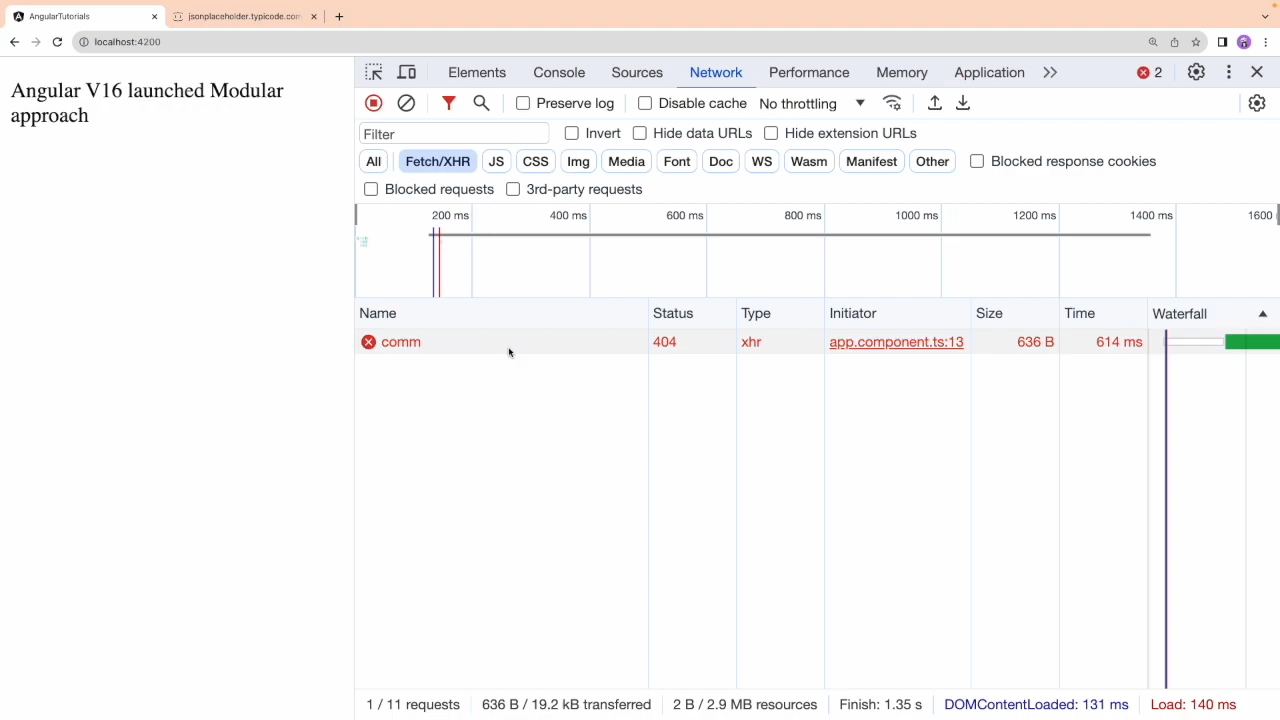 AngularTutorials
jsonplaceholder.typicode.com
localhost:4200
Angular V16 launched Modular
approach
Elements Console Sources Network Performance Memory Application 2
Preserve log Disable cache No throttling
Filter Invert Hide data URLs Hide extension URLs
All Fetch/XHR JS CSS Img Media Font Doc WS Wasm Manifest Other Blocked response cookies
Blocked requests 3rd-party requests
200 ms 400 ms 600 ms 800 ms 1000 ms 1200 ms 1400 ms 1600
Name Status Type Initiator Size Time Waterfall
comm 404 xhr app.component.ts:13 636 B 614 ms
1 / 11 requests 636 B / 19.2 kB transferred 2 B / 2.9 MB resources Finish: 1.35 s DOMContentLoaded: 131 ms Load: 140 ms